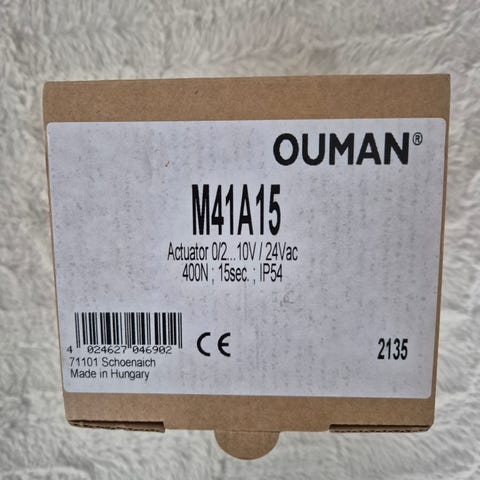 OUMAN®
M41A15
Actuator 0/2...10V / 24Vac
400N ; 15sec. ; IP54
4 024627 046902
71101 Schoenaich
Made in Hungary
CE
2135